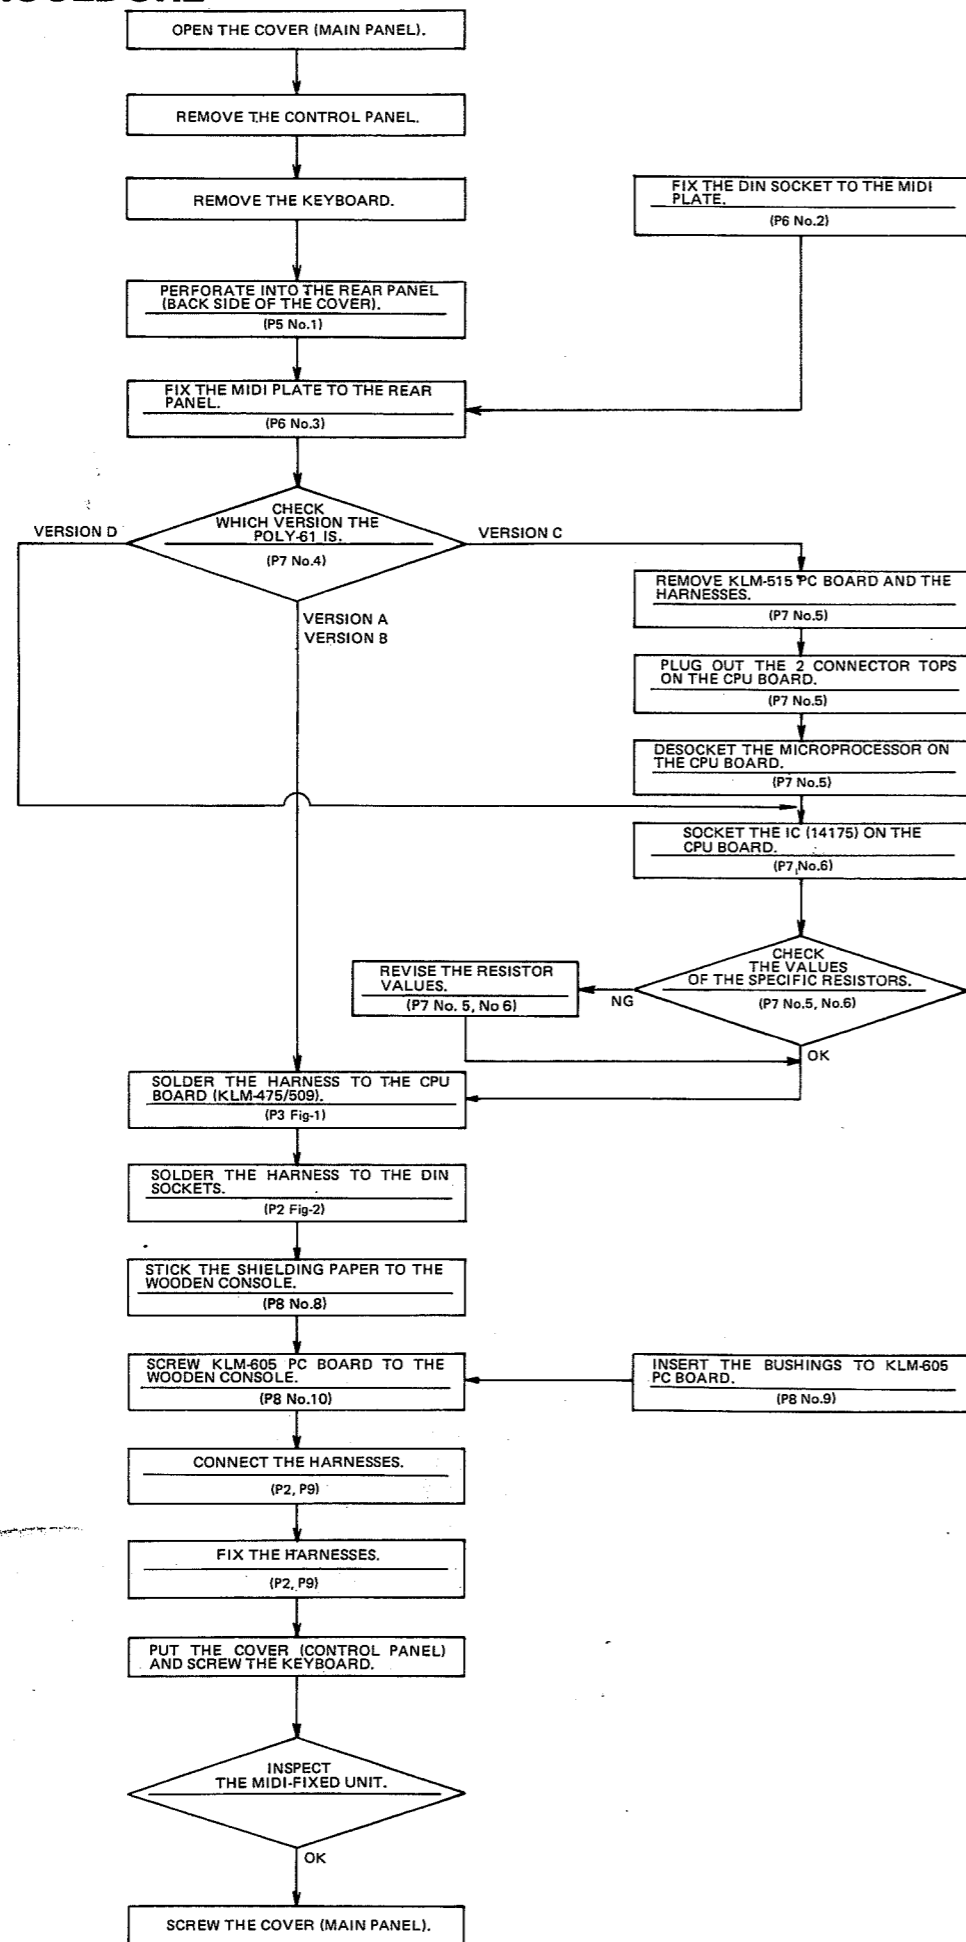 OPEN THE COVER (MAIN PANEL).
REMOVE THE CONTROL PANEL.
REMOVE THE KEYBOARD.
FIX THE DIN SOCKET TO THE MIDI
PLATE.
(P6 No.2)
PERFORATE INTO THE REAR PANEL
(BACK SIDE OF THE COVER).
(P5 No.1)
FIX THE MIDI PLATE TO THE REAR
PANEL.
(P6 No.3)
CHECK
WHICH VERSION THE
POLY-61 IS.
(P7 No.4)
VERSION D
VERSION C
VERSION A
VERSION B
REMOVE KLM-515 PC BOARD AND THE
HARNESSES.
(P7 No.5)
PLUG OUT THE 2 CONNECTOR TOPS
ON THE CPU BOARD.
(P7 No.5)
DESOCKET THE MICROPROCESSOR ON
THE CPU BOARD.
(P7 No.5)
SOCKET THE IC (14175) ON THE
CPU BOARD.
(P7 No.6)
CHECK
THE VALUES
OF THE SPECIFIC RESISTORS.
(P7 No.5, No.6)
NG
REVISE THE RESISTOR
VALUES.
(P7 No. 5, No 6)
OK
SOLDER THE HARNESS TO THE CPU
BOARD (KLM-475/509).
(P3 Fig-1)
SOLDER THE HARNESS TO THE DIN
SOCKETS.
(P2 Fig-2)
STICK THE SHIELDING PAPER TO THE
WOODEN CONSOLE.
(P8 No.8)
SCREW KLM-605 PC BOARD TO THE
WOODEN CONSOLE.
(P8 No.10)
INSERT THE BUSHINGS TO KLM-605
PC BOARD.
(P8 No.9)
CONNECT THE HARNESSES.
(P2, P9)
FIX THE HARNESSES.
(P2, P9)
PUT THE COVER (CONTROL PANEL)
AND SCREW THE KEYBOARD.
INSPECT
THE MIDI-FIXED UNIT.
OK
SCREW THE COVER (MAIN PANEL).